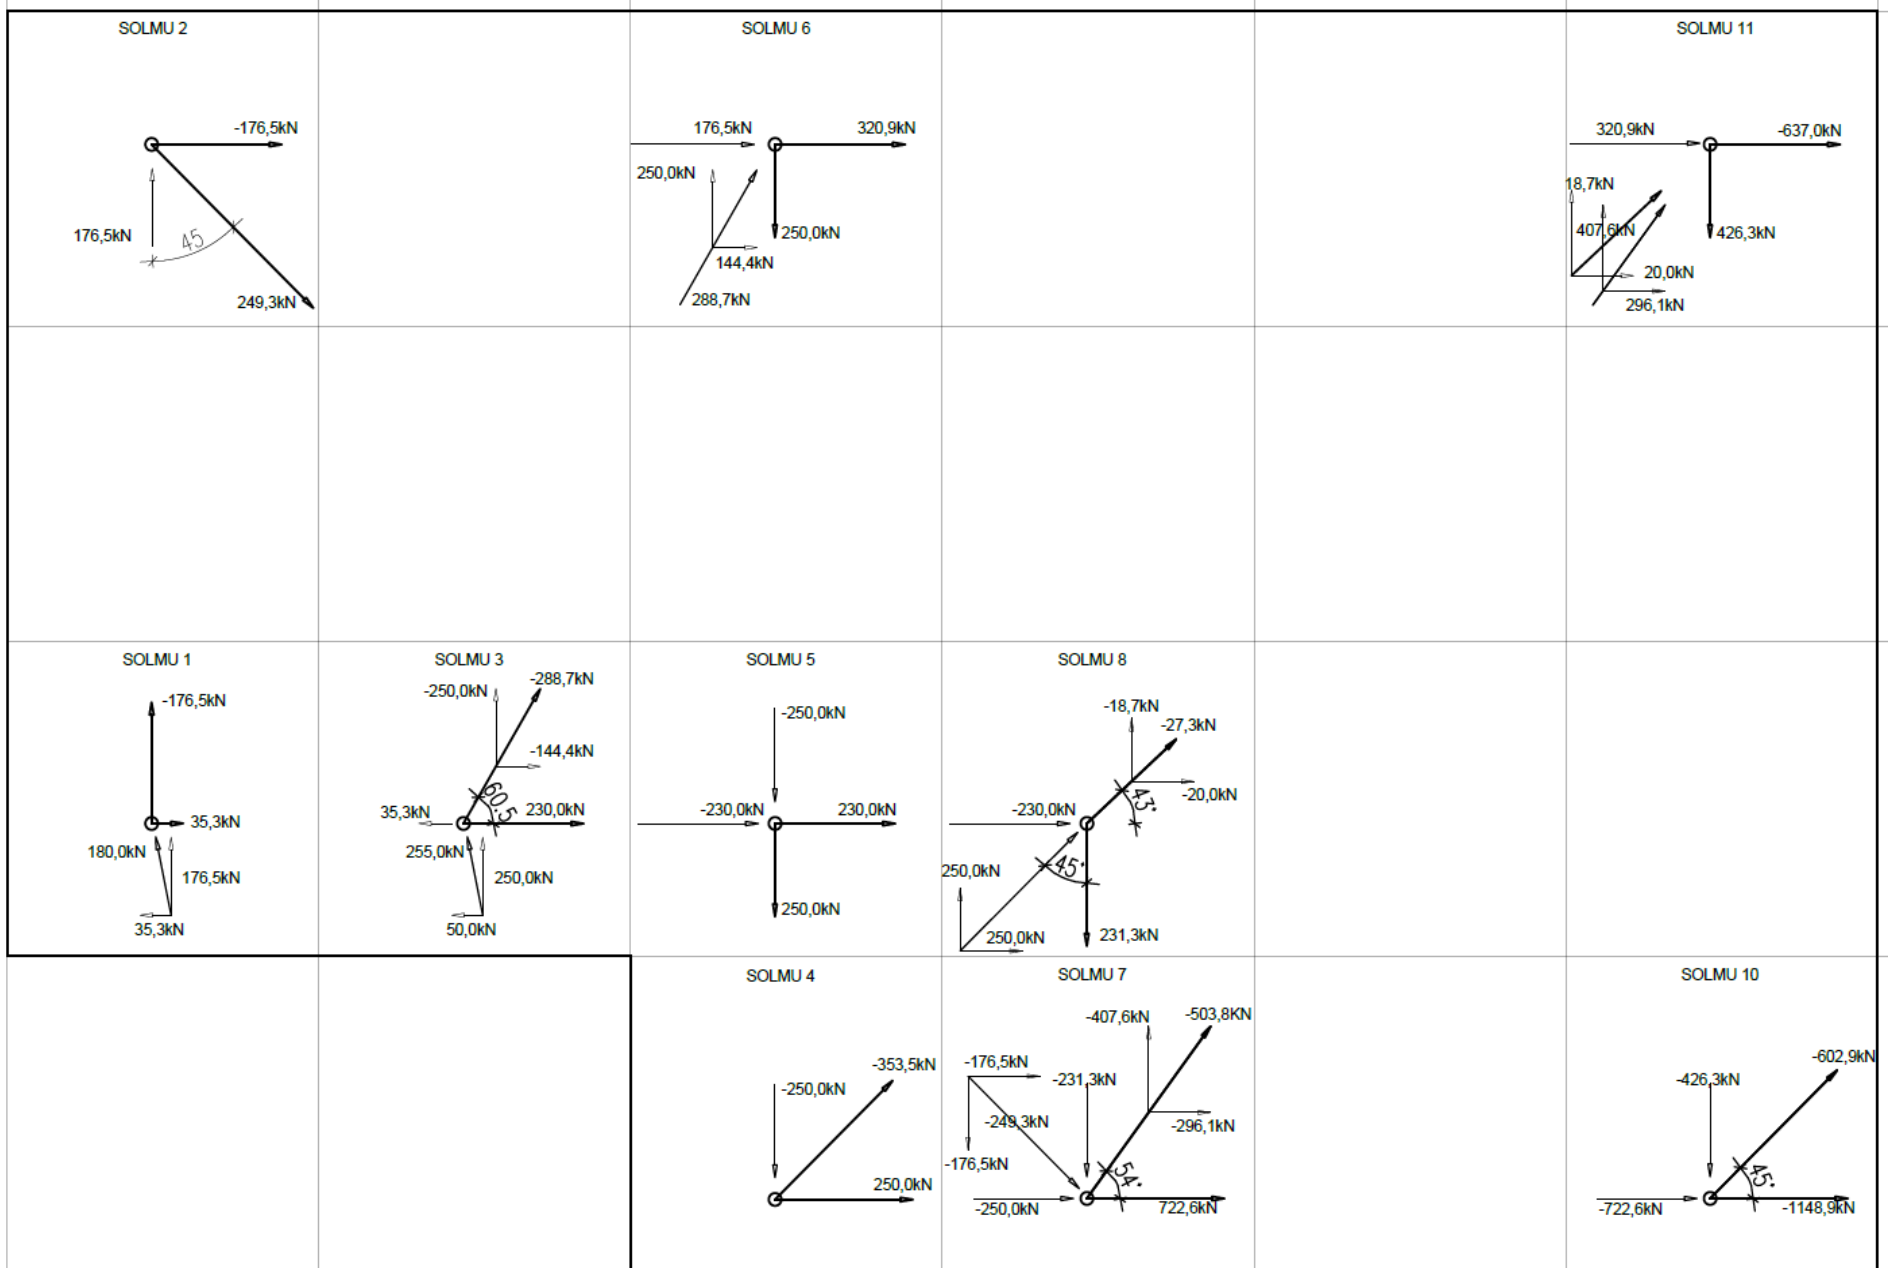 SOLMU 2
-176,5kN
176,5kN
45
249,3kN
SOLMU 6
176,5kN
320,9kN
250,0kN
250,0kN
144,4kN
288,7kN
SOLMU 11
320,9kN
-637,0kN
18,7kN
407,6kN
426,3kN
20,0kN
296,1kN
SOLMU 1
-176,5kN
35,3kN
180,0kN
176,5kN
35,3kN
SOLMU 3
-288,7kN
-250,0kN
-144,4kN
60.5
35,3kN
230,0kN
255,0kN
250,0kN
50,0kN
SOLMU 5
-250,0kN
-230,0kN
230,0kN
250,0kN
SOLMU 8
-18,7kN
-27,3kN
-20,0kN
43°
-230,0kN
45°
250,0kN
250,0kN
231,3kN
SOLMU 4
-353,5kN
-250,0kN
250,0kN
SOLMU 7
-407,6kN
-503,8KN
-176,5kN
-231,3kN
-249,3kN
-296,1kN
-176,5kN
54°
-250,0kN
722,6kN
SOLMU 10
-602,9kN
-426,3kN
45°
-722,6kN
-1148,9kN